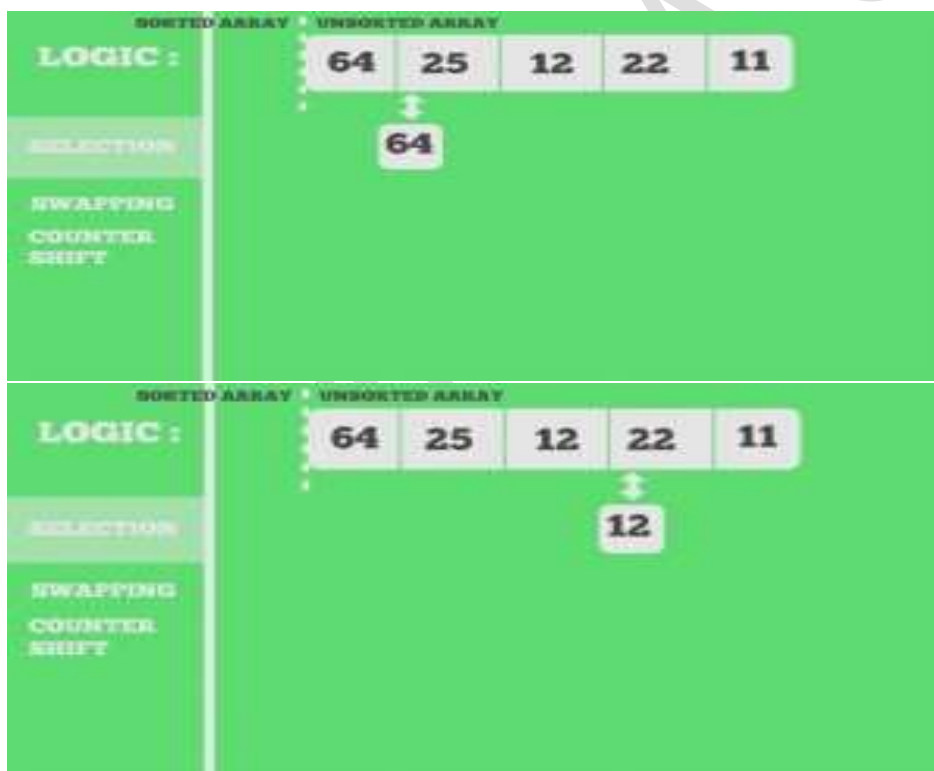 SORTED ARRAY UNSORTED ARRAY
LOGIC :
64 25 12 22 11
64
SELECTION
SWAPPING
COUNTER
SHIFT
SORTED ARRAY UNSORTED ARRAY
LOGIC :
64 25 12 22 11
12
SELECTION
SWAPPING
COUNTER
SHIFT